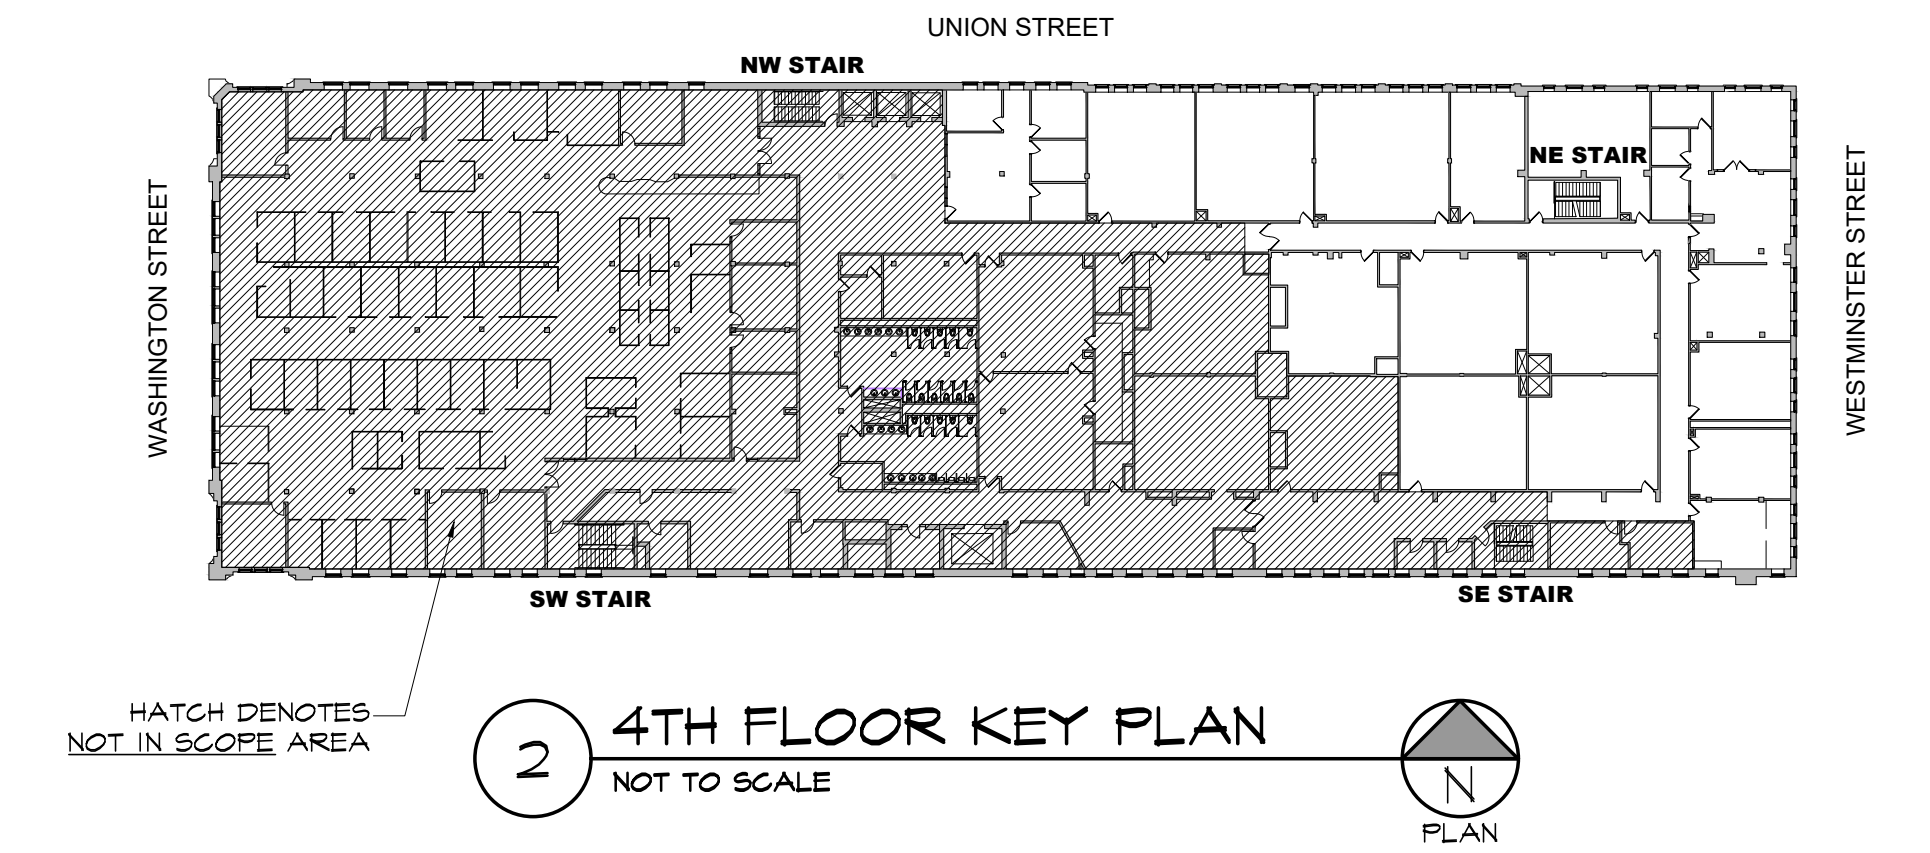 UNION STREET
NW STAIR
NE STAIR
WASHINGTON STREET
WESTMINSTER STREET
SW STAIR
SE STAIR
HATCH DENOTES
NOT IN SCOPE AREA
2
4TH FLOOR KEY PLAN
NOT TO SCALE
N
PLAN